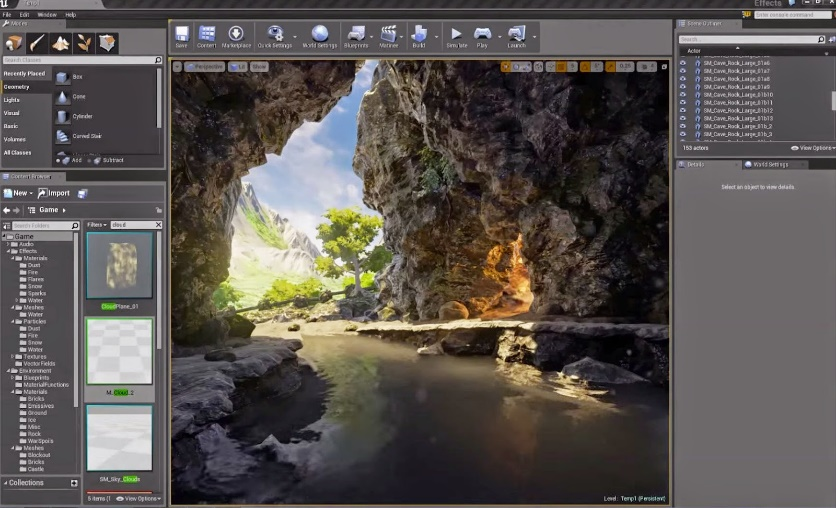 Effects
File Edit Window Help
Modes
Search Classes
Recently Placed
Geometry
Lights
Visual
Basic
Volumes
All Classes
Box
Cone
Cylinder
Curved Stair
Add Subtract
Save Content Marketplace Quick Settings World Settings Blueprints Matinee Build Simulate Play Launch
Perspective Lit Show
Level: Temp1 (Persistent)
Content Browser
New Import
Game
Search Folders
Game
Audio
Effects
Materials
Dust
Fire
Flares
Snow
Sparks
Water
Meshes
Water
Particles
Dust
Fire
Snow
Water
Textures
VectorFields
Environment
Blueprints
MaterialFunctions
Materials
Bricks
Emissives
Ground
Ice
Misc
Rock
WarSpoils
Meshes
Blockout
Bricks
Castle
Collections
Filters cloud
CloudPlane_01
M_Cloud_2
SM_Sky_Clouds
5 items (1 View Options
Search...
Actor
SM_Cave_Rock_Large_01a6
SM_Cave_Rock_Large_01a7
SM_Cave_Rock_Large_01a8
SM_Cave_Rock_Large_01a9
SM_Cave_Rock_Large_01b10
SM_Cave_Rock_Large_01b11
SM_Cave_Rock_Large_01b12
SM_Cave_Rock_Large_01b13
SM_Cave_Rock_Large_01b_2
SM_Cave_Rock_Large_01b_3
153 actors View Options
Details World Settings
Select an object to view details.